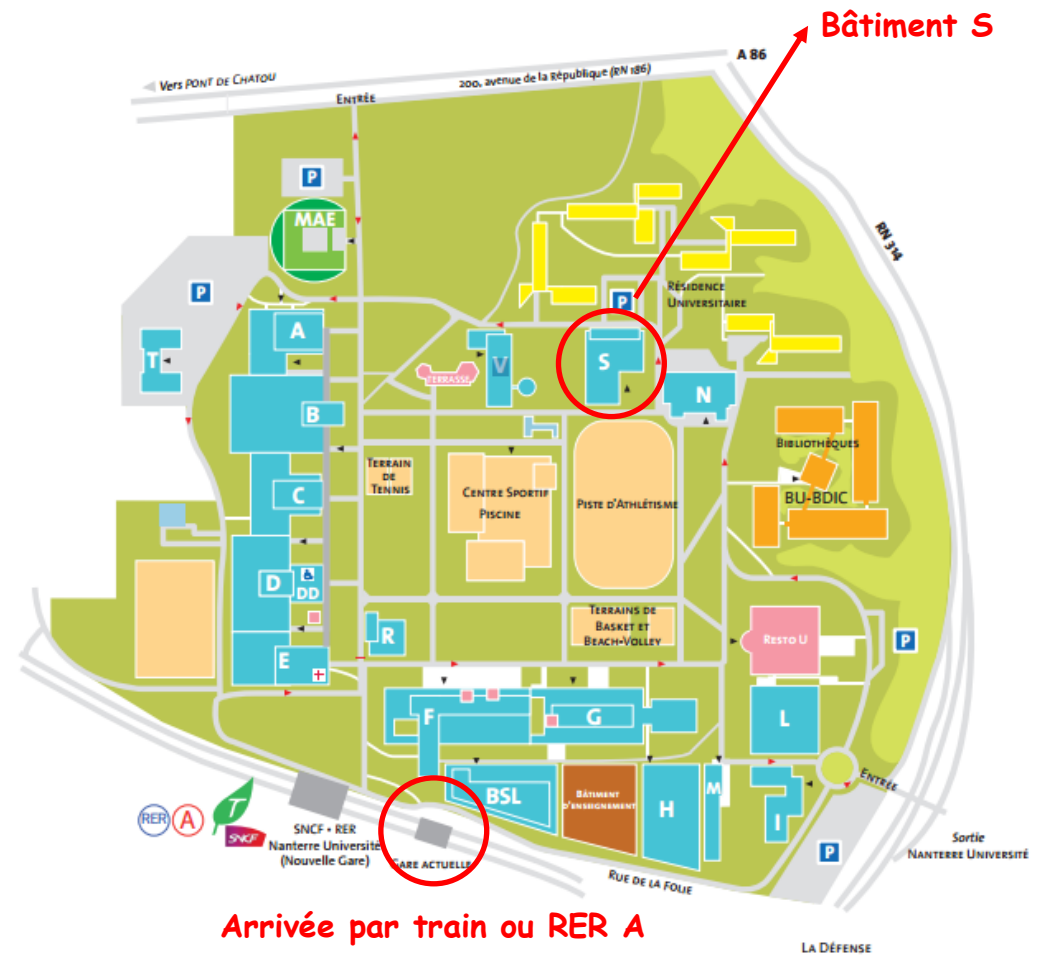 Bâtiment S
A 86
Vers PONT DE CHATOU
200, avenue de la République (RN 186)
ENTRÉE
P
MAE
RN 314
P
RÉSIDENCE
UNIVERSITAIRE
P
A
T
V
S
TERRASSE
N
B
BIBLIOTHÈQUES
BU-BDIC
TERRAIN
DE
TENNIS
CENTRE SPORTIF
PISCINE
PISTE D'ATHLÉTISME
C
D
DD
TERRAINS DE
BASKET ET
BEACH-VOLLEY
R
RESTO U
P
E
F
G
L
BSL
BÂTIMENT
D'ENSEIGNEMENT
H
M
I
ENTRÉE
RER
A
T
SNCF
SNCF • RER
Nanterre Université
(Nouvelle Gare)
GARE ACTUELLE
P
Sortie
NANTERRE UNIVERSITÉ
RUE DE LA FOLIE
Arrivée par train ou RER A
LA DÉFENSE